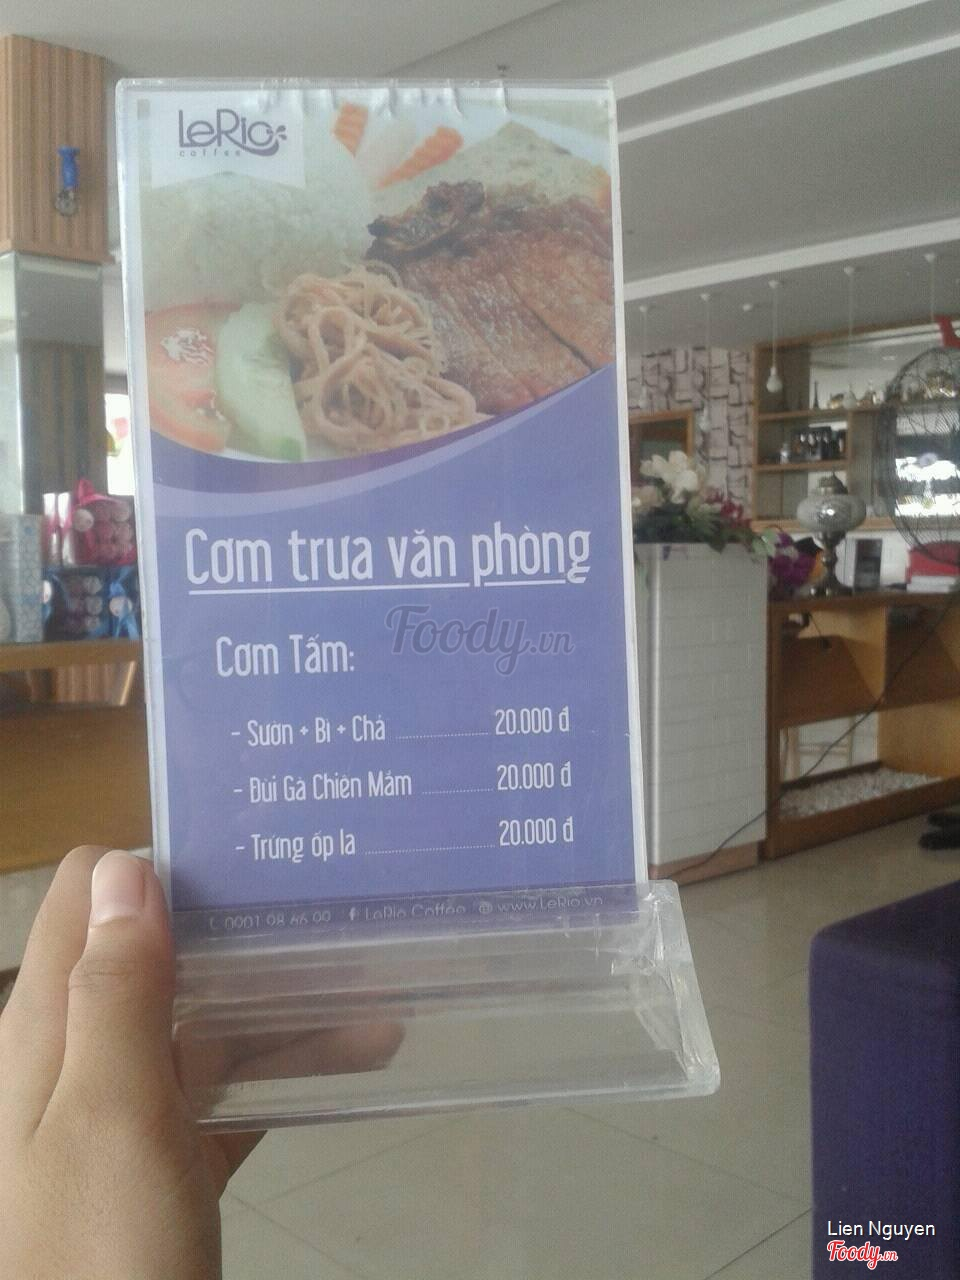 LeRio
coffee
Cơm trưa văn phòng
Foody.vn
Cơm Tấm:
- Sườn + Bì + Chả ........ 20.000 đ
- Đùi Gà Chiên Mắm ........ 20.000 đ
- Trứng ốp la ........ 20.000 đ
LeRio Coffee www.LeRio.vn
Lien Nguyen
Foody.vn